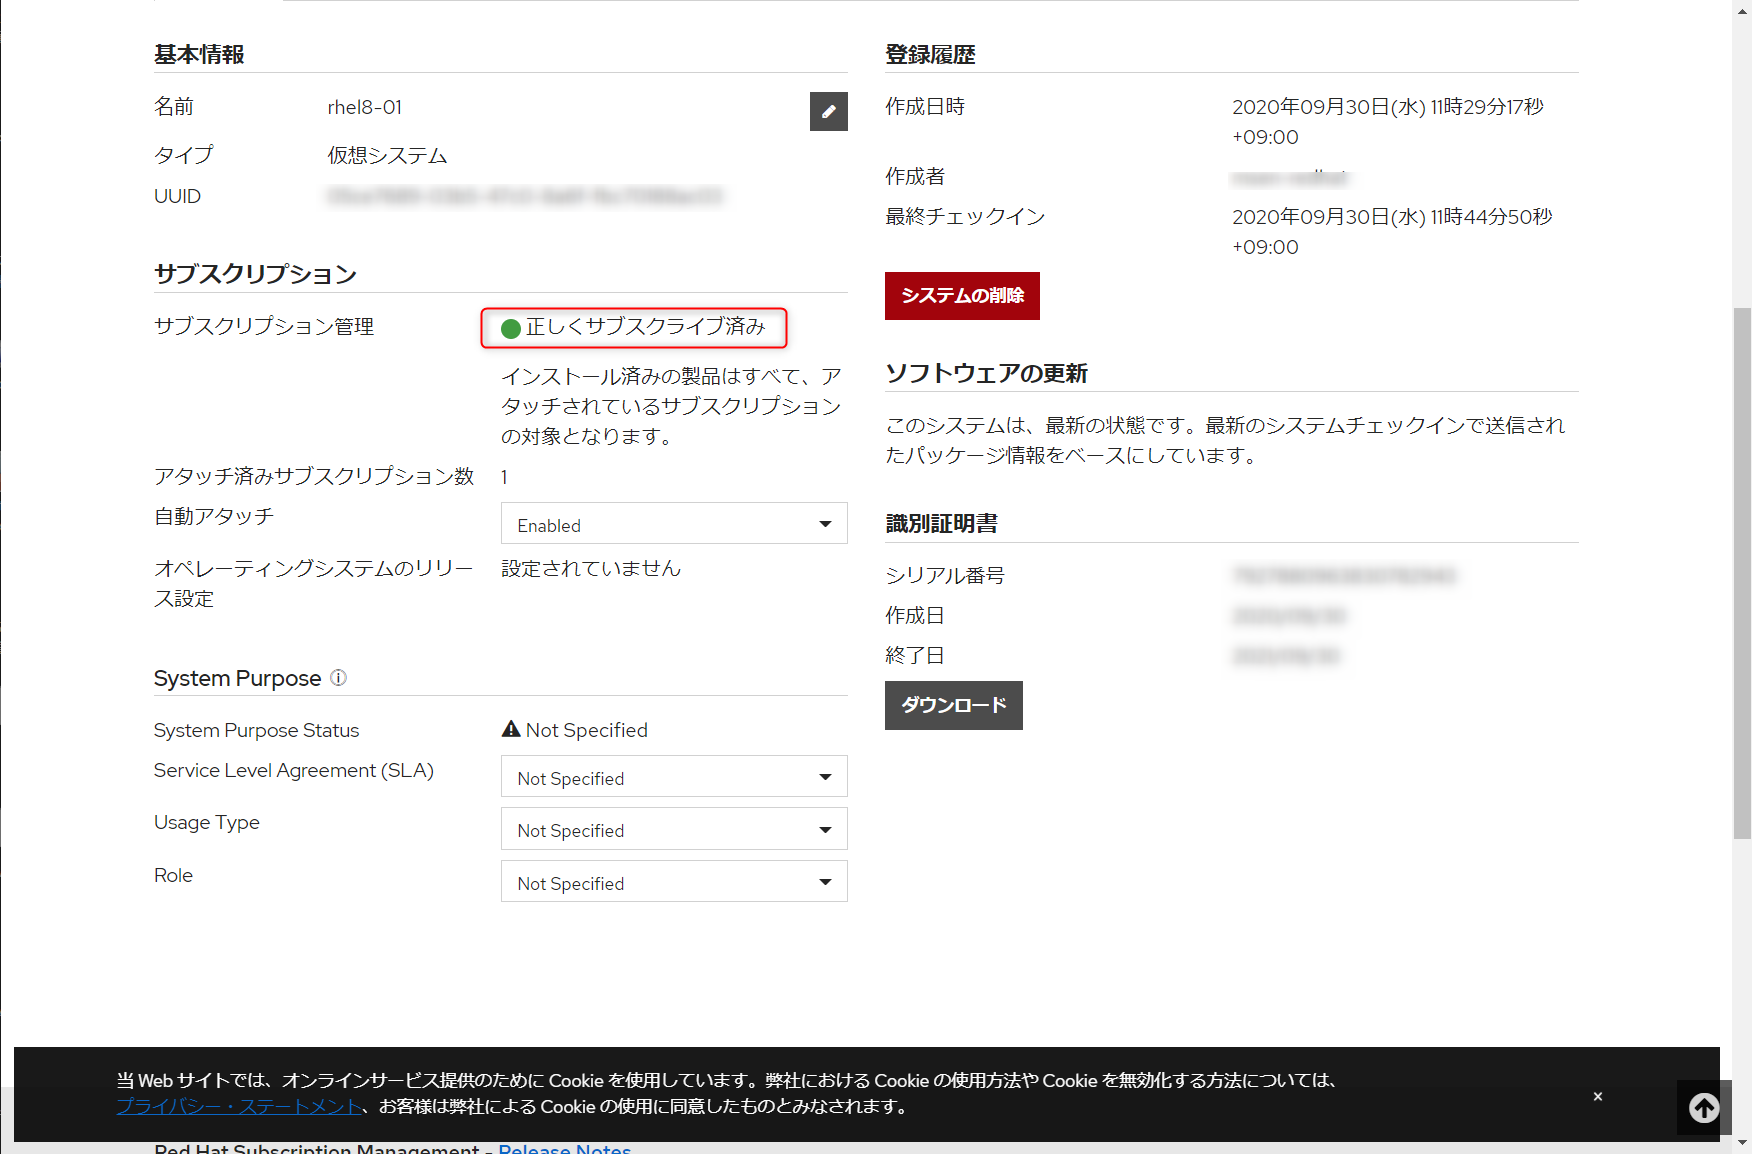 基本情報
名前 rhel8-01
タイプ 仮想システム
UUID
サブスクリプション
サブスクリプション管理 正しくサブスクライブ済み
インストール済みの製品はすべて、ア
タッチされているサブスクリプション
の対象となります。
アタッチ済みサブスクリプション数 1
自動アタッチ Enabled
オペレーティングシステムのリリー 設定されていません
ス設定
System Purpose
System Purpose Status Not Specified
Service Level Agreement (SLA) Not Specified
Usage Type Not Specified
Role Not Specified
登録履歴
作成日時 2020年09月30日(水) 11時29分17秒
+09:00
作成者
最終チェックイン 2020年09月30日(水) 11時44分50秒
+09:00
システムの削除
ソフトウェアの更新
このシステムは、最新の状態です。最新のシステムチェックインで送信され
たパッケージ情報をベースにしています。
識別証明書
シリアル番号
作成日
終了日
ダウンロード
当 Web サイトでは、オンラインサービス提供のために Cookie を使用しています。弊社における Cookie の使用方法や Cookie を無効化する方法については、
プライバシー・ステートメント、お客様は弊社による Cookie の使用に同意したものとみなされます。
×
Red Hat Subscription Management - Release Notes